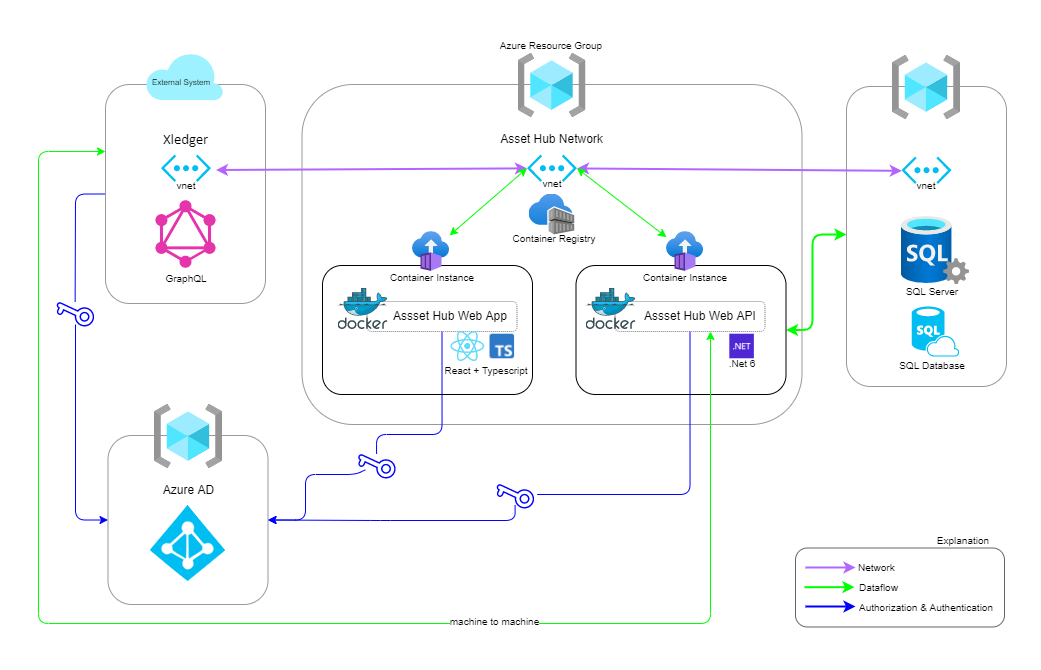 Azure Resource Group
External System
Xledger
vnet
GraphQL
Asset Hub Network
vnet
Container Registry
Container Instance
docker
Assset Hub Web App
TS
React + Typescript
Container Instance
docker
Assset Hub Web API
.NET
.Net 6
vnet
SQL
SQL Server
SQL
SQL Database
Azure AD
machine to machine
Explanation
Network
Dataflow
Authorization & Authentication